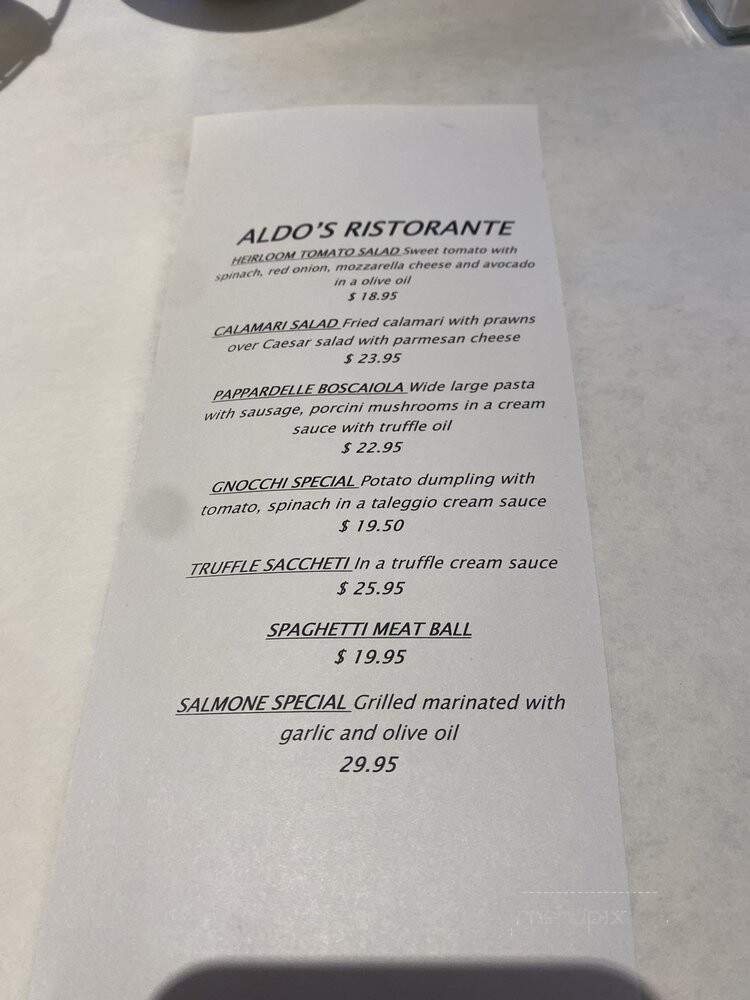 ALDO'S RISTORANTE
HEIRLOOM TOMATO SALAD Sweet tomato with
spinach, red onion, mozzarella cheese and avocado
in a olive oil
$ 18.95
CALAMARI SALAD Fried calamari with prawns
over Caesar salad with parmesan cheese
$ 23.95
PAPPARDELLE BOSCAIOLA Wide large pasta
with sausage, porcini mushrooms in a cream
sauce with truffle oil
$ 22.95
GNOCCHI SPECIAL Potato dumpling with
tomato, spinach in a taleggio cream sauce
$ 19.50
TRUFFLE SACCHETI In a truffle cream sauce
$ 25.95
SPAGHETTI MEAT BALL
$ 19.95
SALMONE SPECIAL Grilled marinated with
garlic and olive oil
29.95